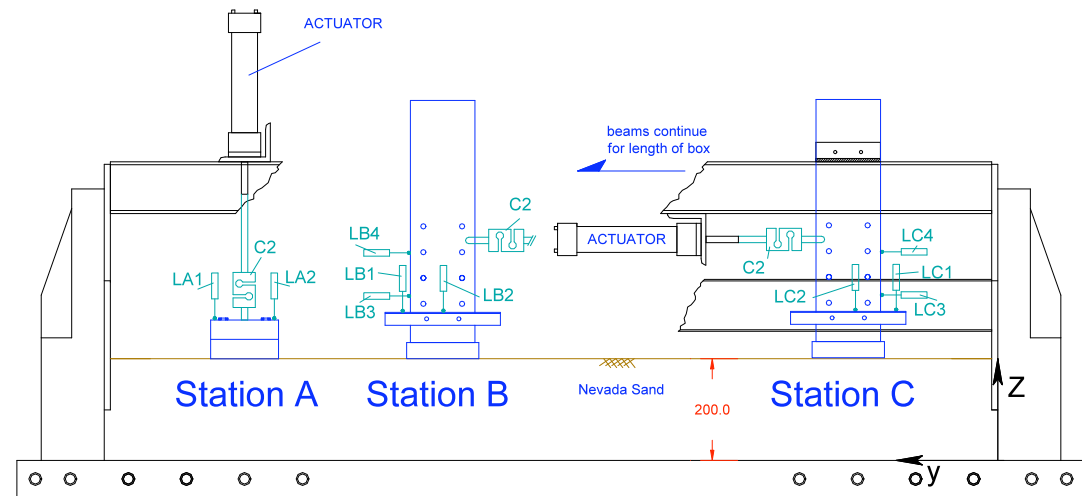 ACTUATOR
beams continue
for length of box
C2
LB4
ACTUATOR
C2
LC4
LA1
C2
LA2
LB1
LB2
LC2
LC1
LB3
LC3
Station A
Station B
Nevada Sand
200.0
Station C
Z
y